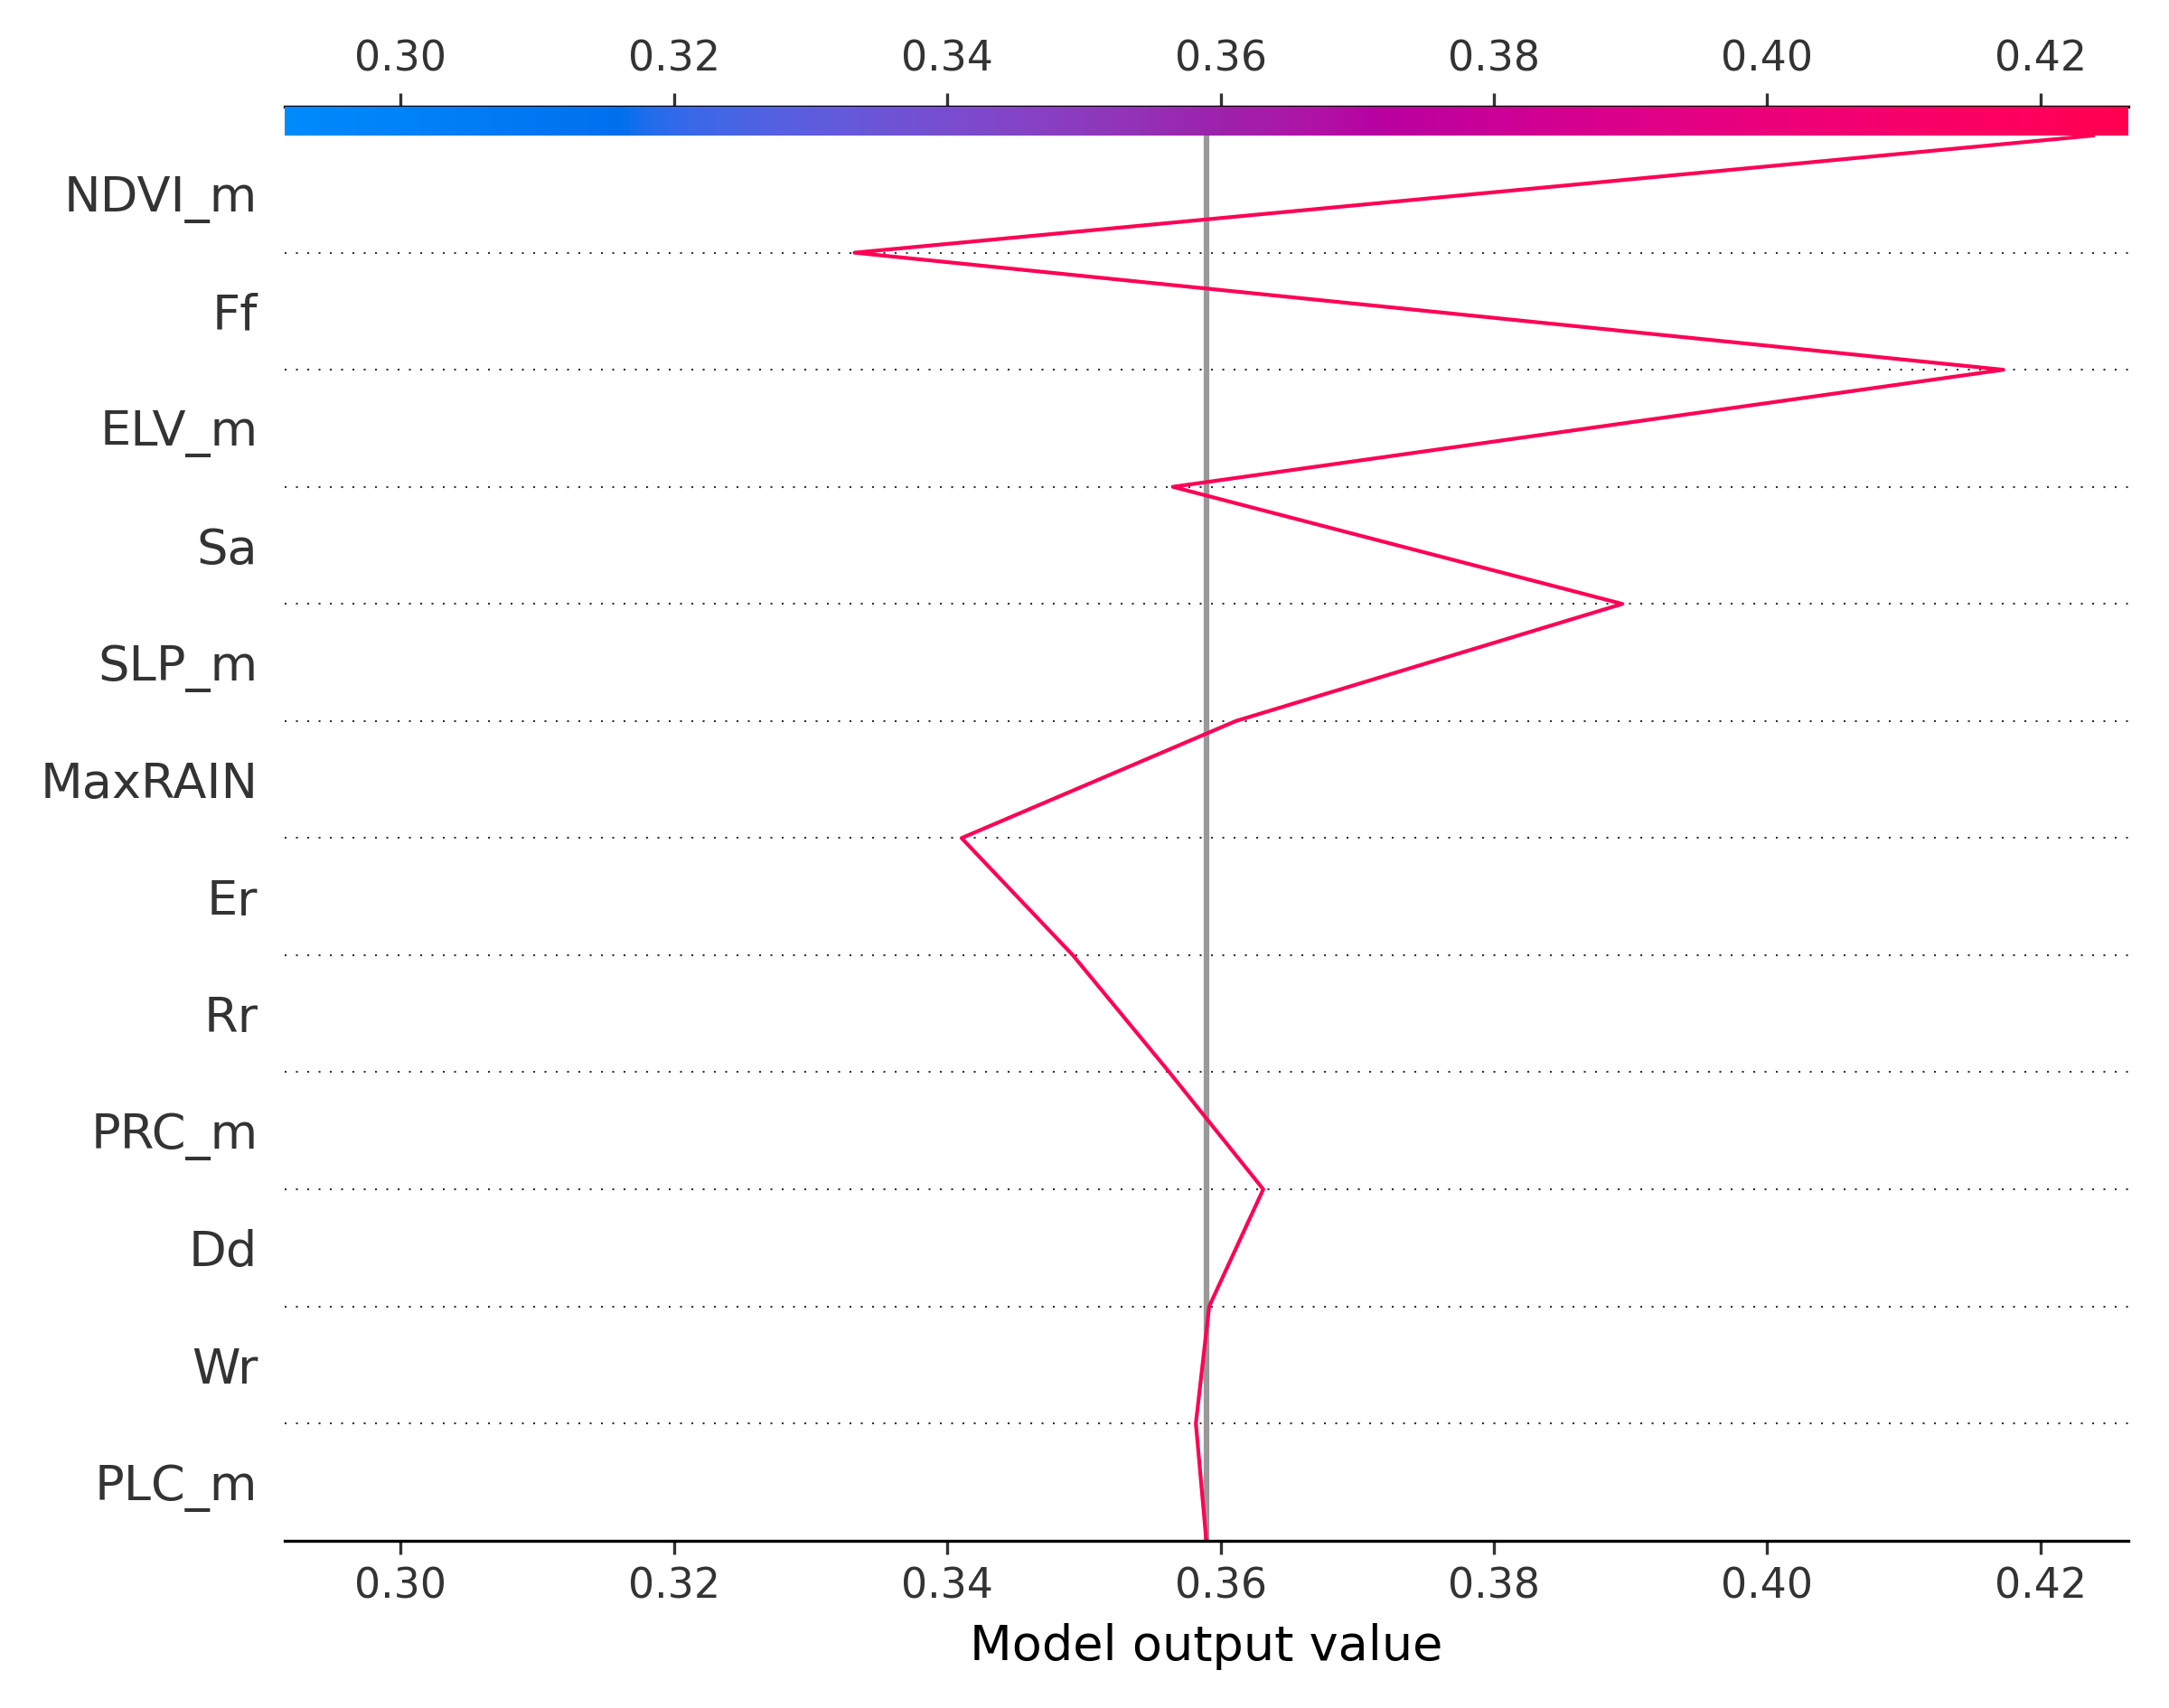 0.30 0.32 0.34 0.36 0.38 0.40 0.42
NDVI_m
Ff
ELV_m
Sa
SLP_m
MaxRAIN
Er
Rr
PRC_m
Dd
Wr
PLC_m
0.30 0.32 0.34 0.36 0.38 0.40 0.42
Model output value